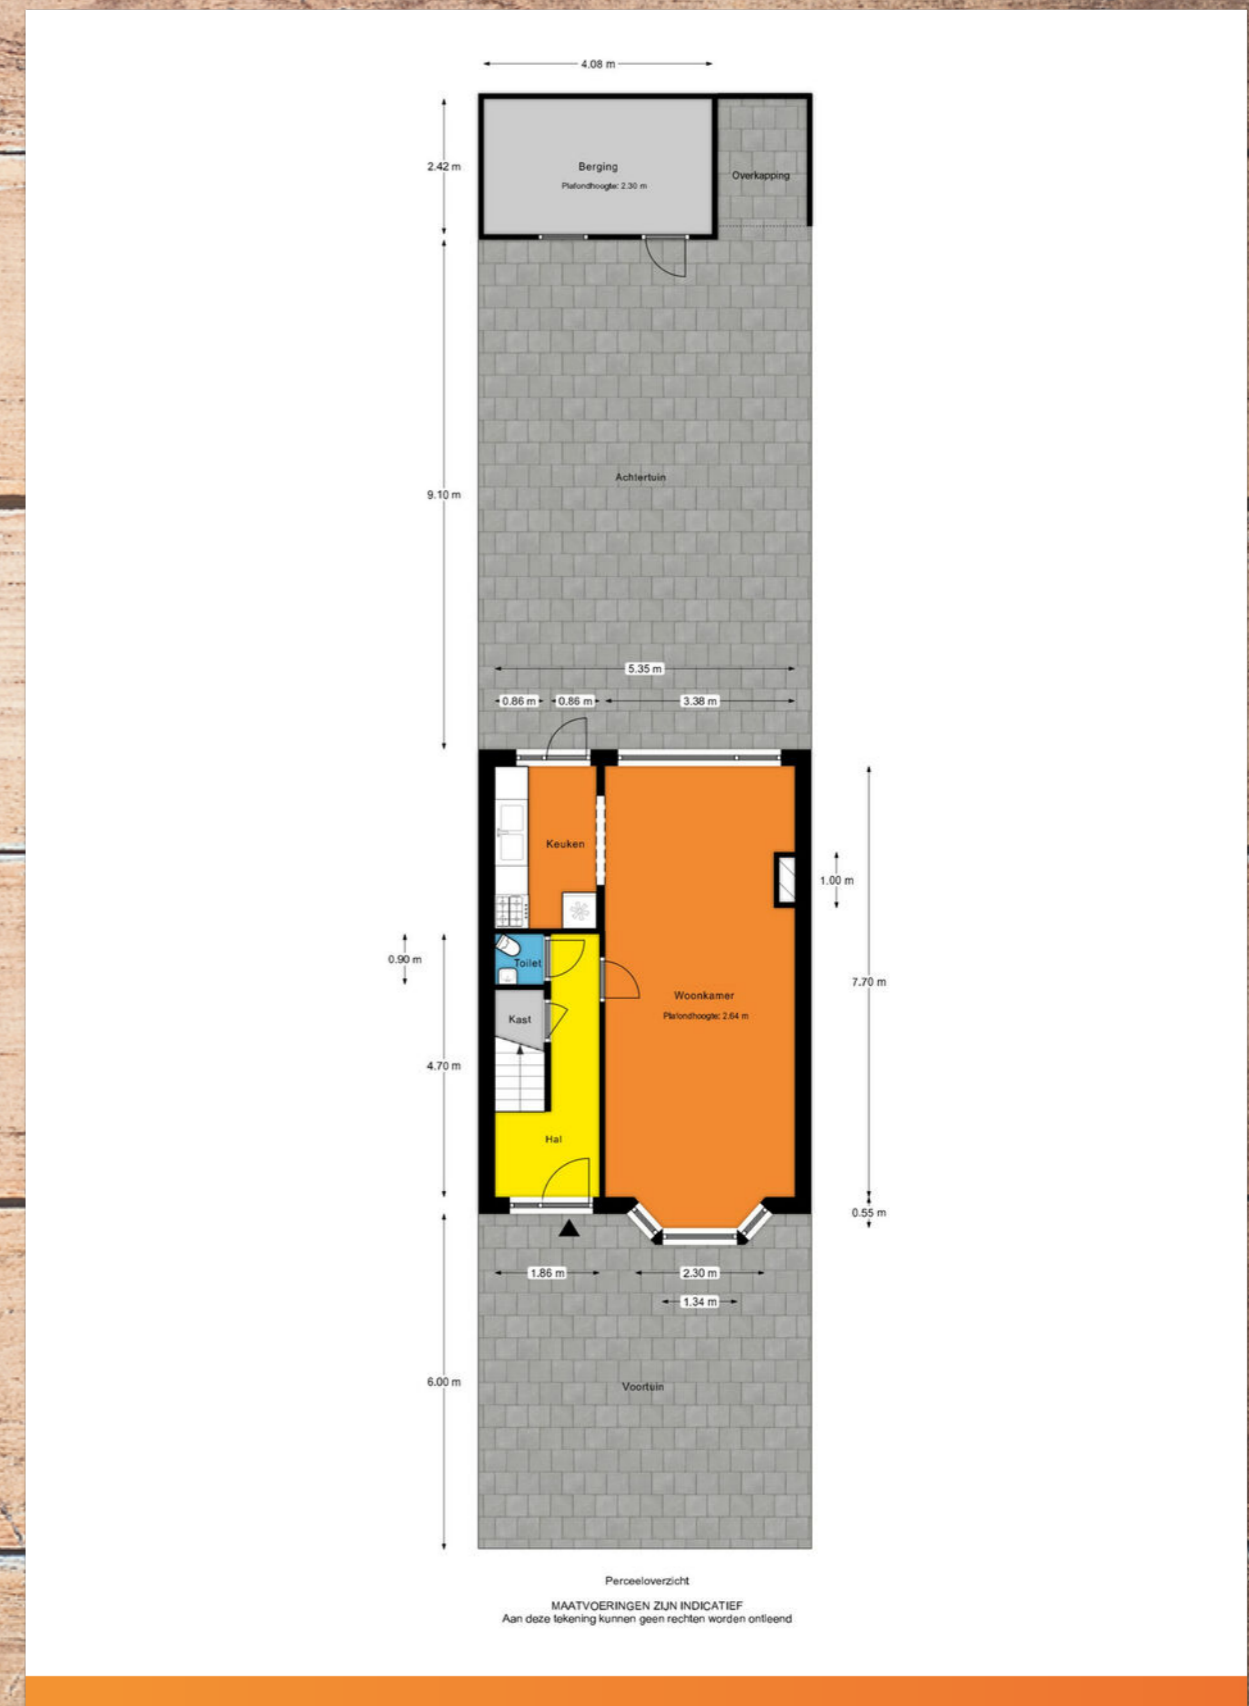 4.08 m
2.42 m
Berging
Plafondhoogte: 2.30 m
Overkapping
9.10 m
Achtertuin
5.35 m
0.86 m
0.86 m
3.38 m
Keuken
1.00 m
0.90 m
Toilet
7.70 m
Woonkamer
Plafondhoogte: 2.64 m
Kast
4.70 m
Hal
0.55 m
1.86 m
2.30 m
1.34 m
6.00 m
Voortuin
Perceeloverzicht
MAATVOERINGEN ZIJN INDICATIEF
Aan deze tekening kunnen geen rechten worden ontleend